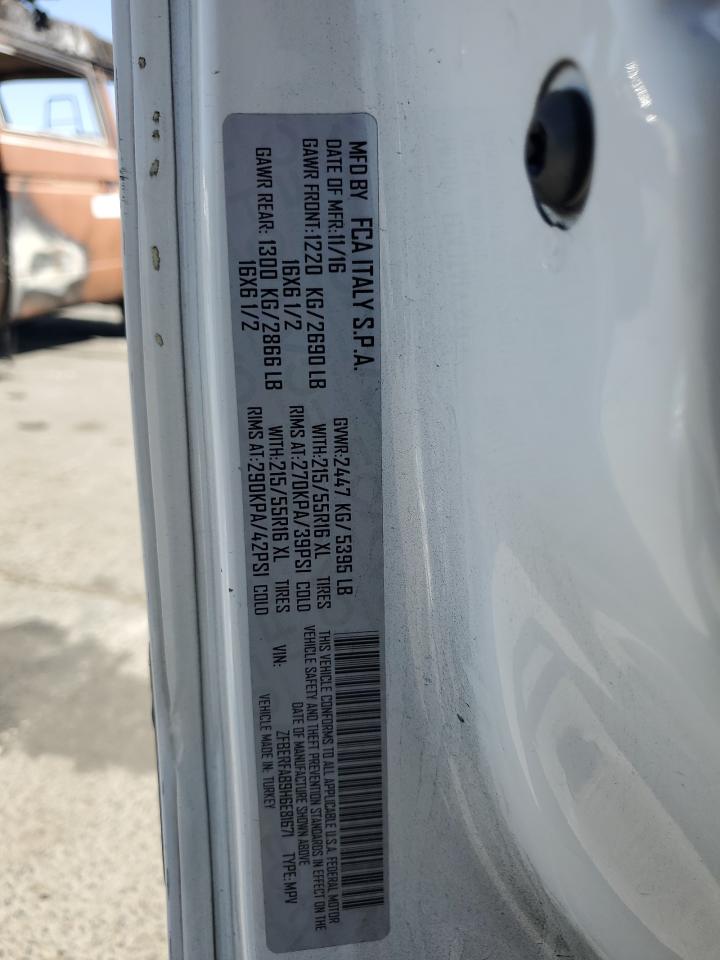 MFD BY FCA ITALY S.P.A.
DATE OF MFR:11/16 GVWR:2447 KG/5395 LB
GAWR FRONT:1220 KG/2690 LB WITH:215/55R16 XL TIRES
16X6 1/2 RIMS AT:270KPA/39PSI COLD
GAWR REAR: 1300 KG/2866 LB WITH:215/55R16 XL TIRES
16X6 1/2 RIMS AT:290KPA/42PSI COLD
THIS VEHICLE CONFORMS TO ALL APPLICABLE U.S.A. FEDERAL MOTOR
VEHICLE SAFETY AND THEFT PREVENTION STANDARDS IN EFFECT ON THE
DATE OF MANUFACTURE SHOWN ABOVE
VIN: ZFBERFAB9H6E81671 TYPE:MPV
VEHICLE MADE IN: TURKEY